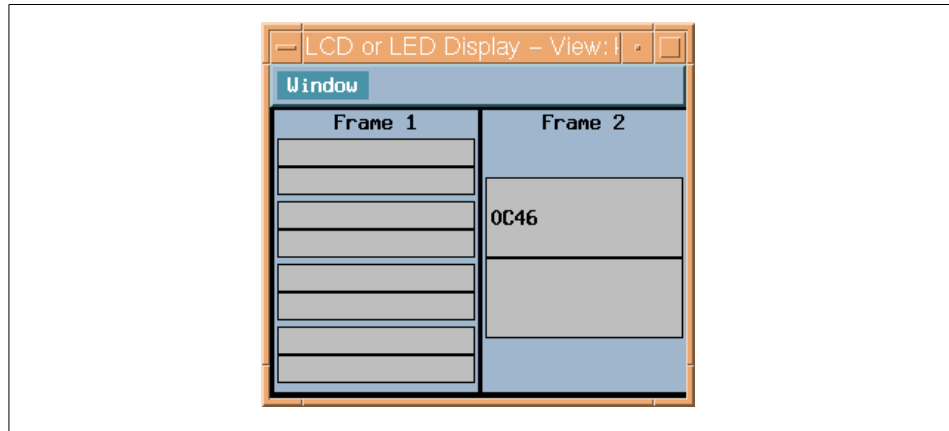 LCD or LED Display – View:
Window
Frame 1
Frame 2
0C46